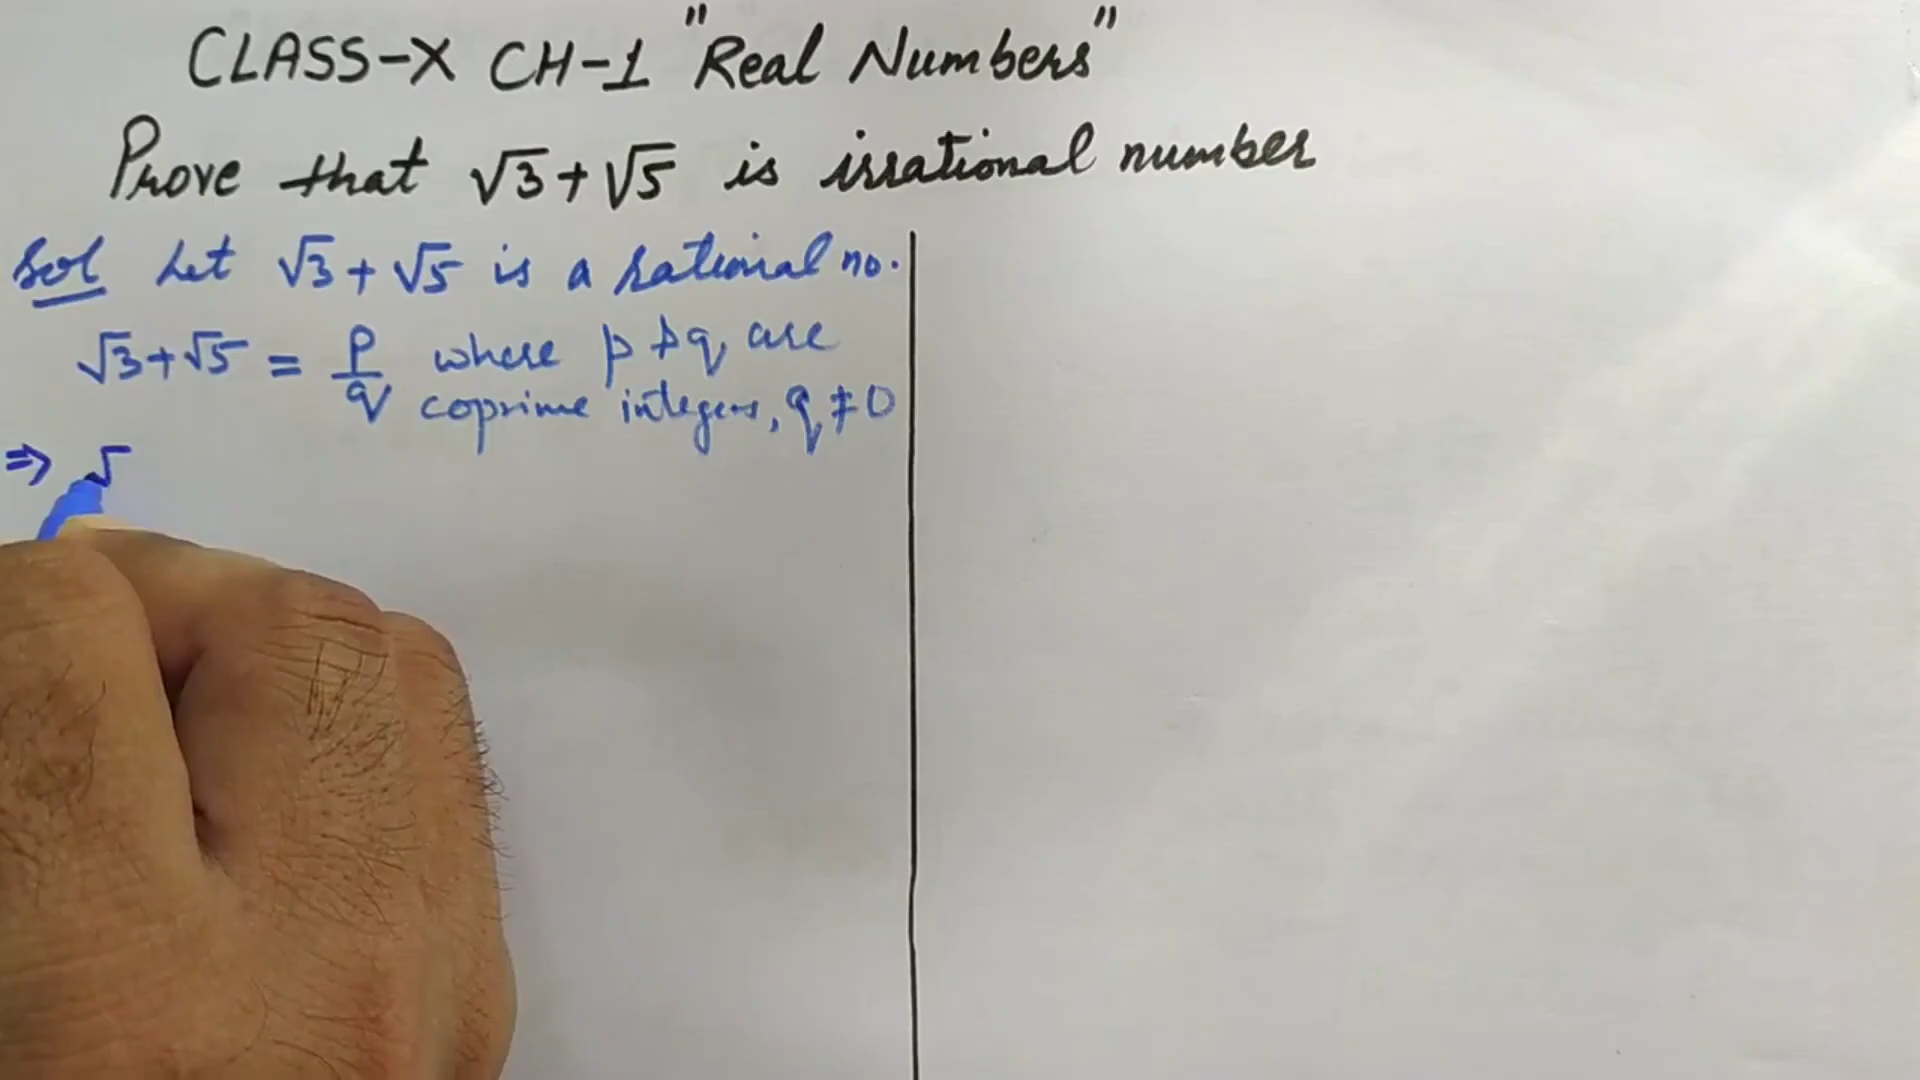 CLASS-X CH-1 "Real Numbers"
Prove that √3+√5 is irrational number
Sol Let √3+√5 is a rational no.
√3+√5 = p/q where p & q are
coprime integers, q≠0
⇒ √